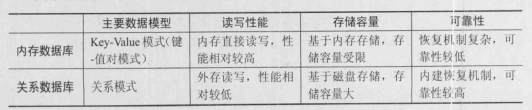 主要数据模型 读写性能 存储容量 可靠性
内存数据库 Key-Value 模式(键-值对模式) 内存直接读写，性能相对较高 基于内存存储，存储容量受限 恢复机制复杂，可靠性较低
关系数据库 关系模式 外存读写，性能相对较低 基于磁盘存储，存储容量大 内建恢复机制，可靠性较高